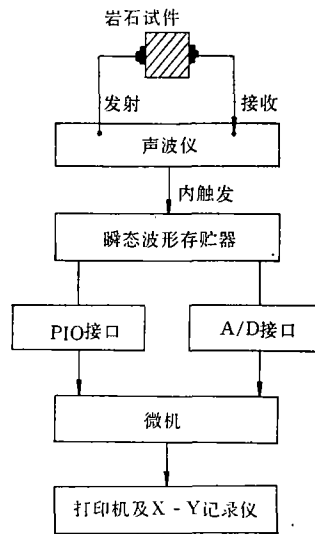 岩石试件
发射
接收
声波仪
内触发
瞬态波形存贮器
PIO接口
A/D接口
微机
打印机及X-Y记录仪